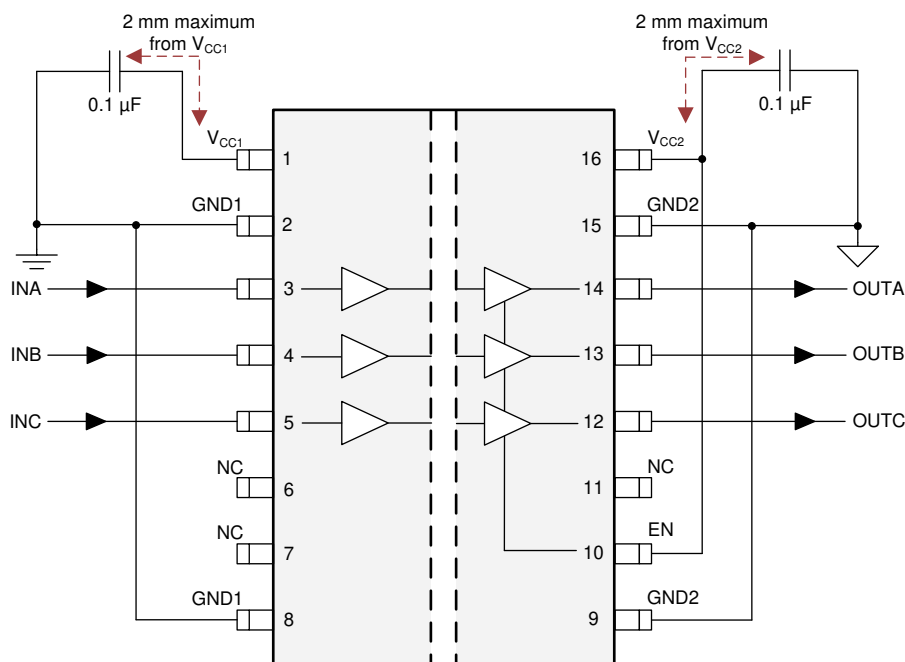 2 mm maximum
from VCC1
2 mm maximum
from VCC2
0.1 µF
0.1 µF
VCC1
1
16
VCC2
GND1
2
15
GND2
INA
3
14
OUTA
INB
4
13
OUTB
INC
5
12
OUTC
NC
6
11
NC
NC
7
10
EN
GND1
8
9
GND2